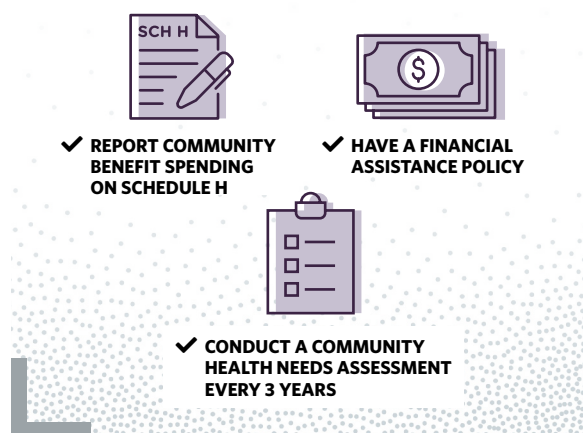 SCH H
$
REPORT COMMUNITY
BENEFIT SPENDING
ON SCHEDULE H
HAVE A FINANCIAL
ASSISTANCE POLICY
CONDUCT A COMMUNITY
HEALTH NEEDS ASSESSMENT
EVERY 3 YEARS